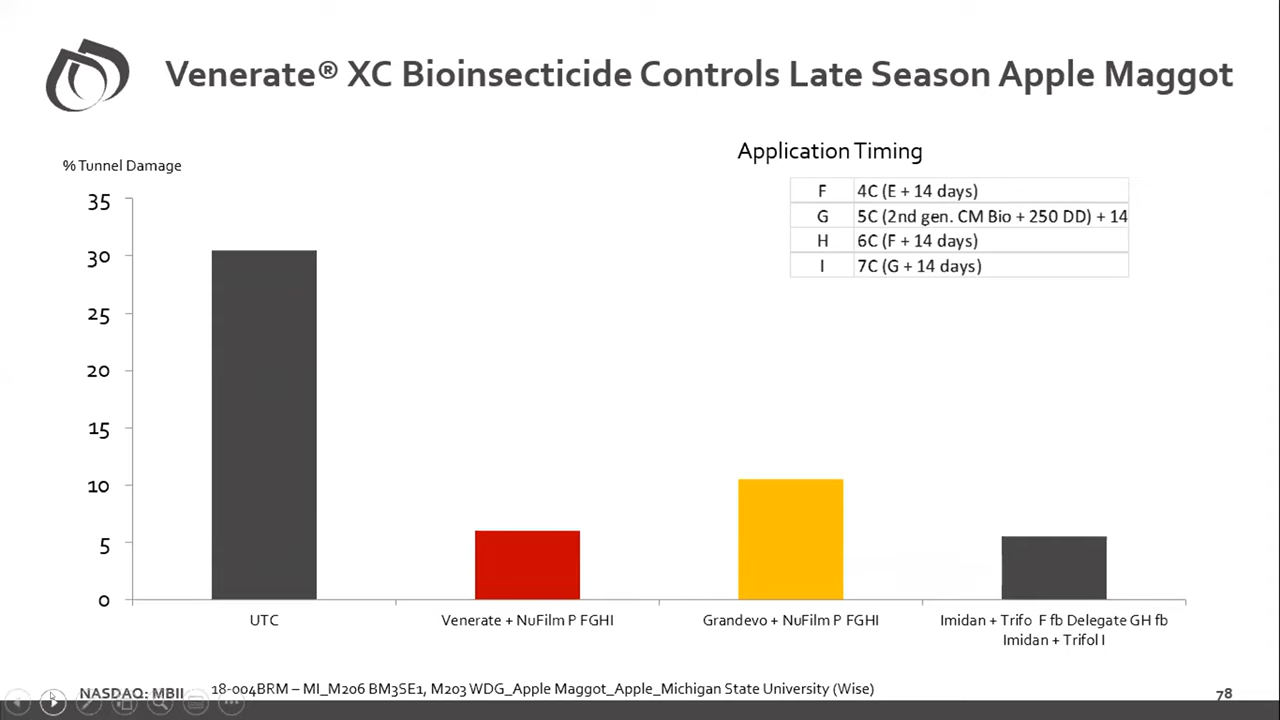 Venerate® XC Bioinsecticide Controls Late Season Apple Maggot
% Tunnel Damage
Application Timing
F 4C (E + 14 days)
G 5C (2nd gen. CM Bio + 250 DD) + 14
H 6C (F + 14 days)
I 7C (G + 14 days)
35
30
25
20
15
10
5
0
UTC
Venerate + NuFilm P FGHI
Grandevo + NuFilm P FGHI
Imidan + Trifo F fb Delegate GH fb
Imidan + Trifol I
NASDAQ: MBII
18-004BRM – MI_M206 BM3SE1, M203 WDG_Apple Maggot_Apple_Michigan State University (Wise)
78